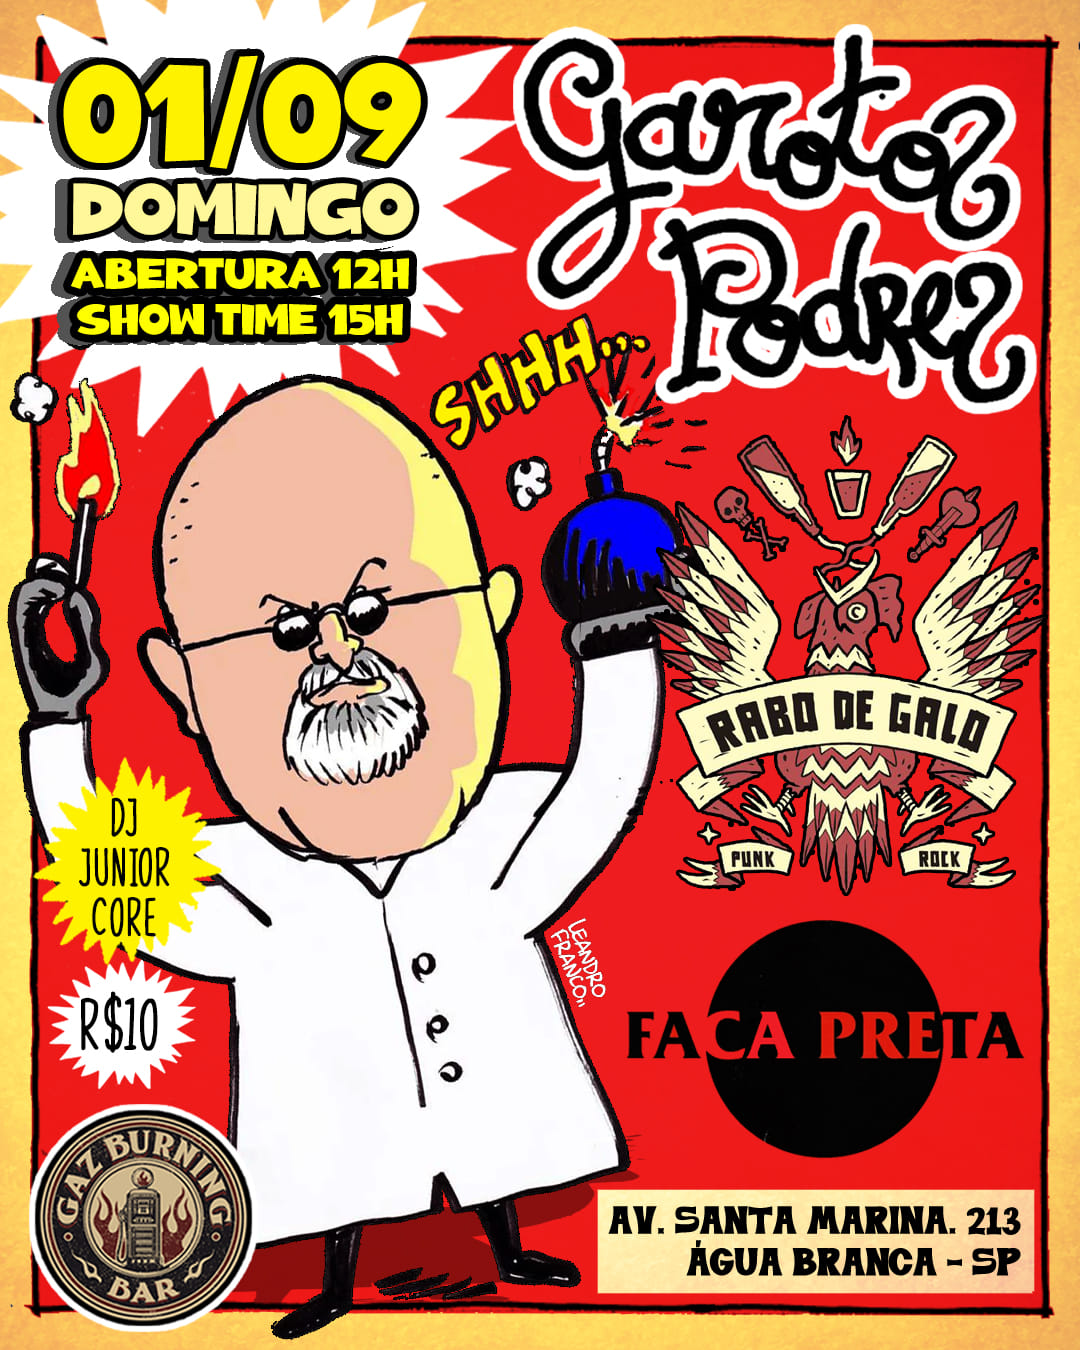 01/09
DOMINGO
ABERTURA 12H
SHOW TIME 15H
Garotos
Podres
SHHH...
RABO DE GALO
PUNK
ROCK
DJ
JUNIOR
CORE
LEANDRO
FRANCO
R$10
FACA PRETA
GAZ BURNING
BAR
AV. SANTA MARINA. 213
ÁGUA BRANCA - SP